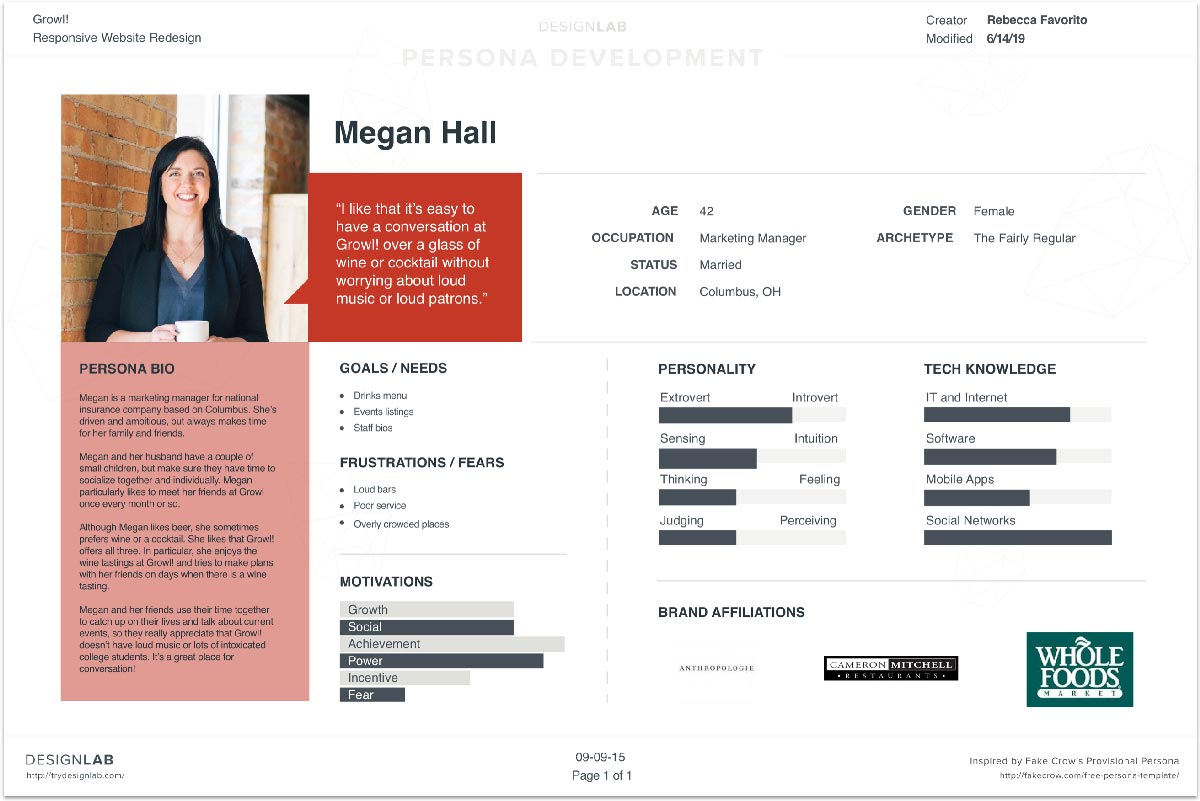 Growl!
Responsive Website Redesign
DESIGNLAB
PERSONA DEVELOPMENT
Creator Rebecca Favorito
Modified 6/14/19
Megan Hall
“I like that it’s easy to
have a conversation at
Growl! over a glass of
wine or cocktail without
worrying about loud
music or loud patrons.”
AGE 42
OCCUPATION Marketing Manager
STATUS Married
LOCATION Columbus, OH
GENDER Female
ARCHETYPE The Fairly Regular
PERSONA BIO
Megan is a marketing manager for national
insurance company based on Columbus. She’s
driven and ambitious, but always makes time
for her family and friends.
Megan and her husband have a couple of
small children, but make sure they have time to
socialize together and individually. Megan
particularly likes to meet her friends at Growl
once every month or so.
Although Megan likes beer, she sometimes
prefers wine or a cocktail. She likes that Growl!
offers all three. In particular, she enjoys the
wine tastings at Growl! and tries to make plans
with her friends on days when there is a wine
tasting.
Megan and her friends use their time together
to catch up on their lives and talk about current
events, so they really appreciate that Growl!
doesn’t have loud music or lots of intoxicated
college students. It’s a great place for
conversation!
GOALS / NEEDS
• Drinks menu
• Events listings
• Staff bios
FRUSTRATIONS / FEARS
• Loud bars
• Poor service
• Overly crowded places
MOTIVATIONS
Growth
Social
Achievement
Power
Incentive
Fear
PERSONALITY
Extrovert Introvert
Sensing Intuition
Thinking Feeling
Judging Perceiving
TECH KNOWLEDGE
IT and Internet
Software
Mobile Apps
Social Networks
BRAND AFFILIATIONS
ANTHROPOLOGIE
CAMERON MITCHELL
• RESTAURANTS •
WHOLE
FOODS
MARKET
DESIGNLAB
http://trydesignlab.com/
09-09-15
Page 1 of 1
Inspired by Fake Crow's Provisional Persona
http://fakecrow.com/free-persona-template/